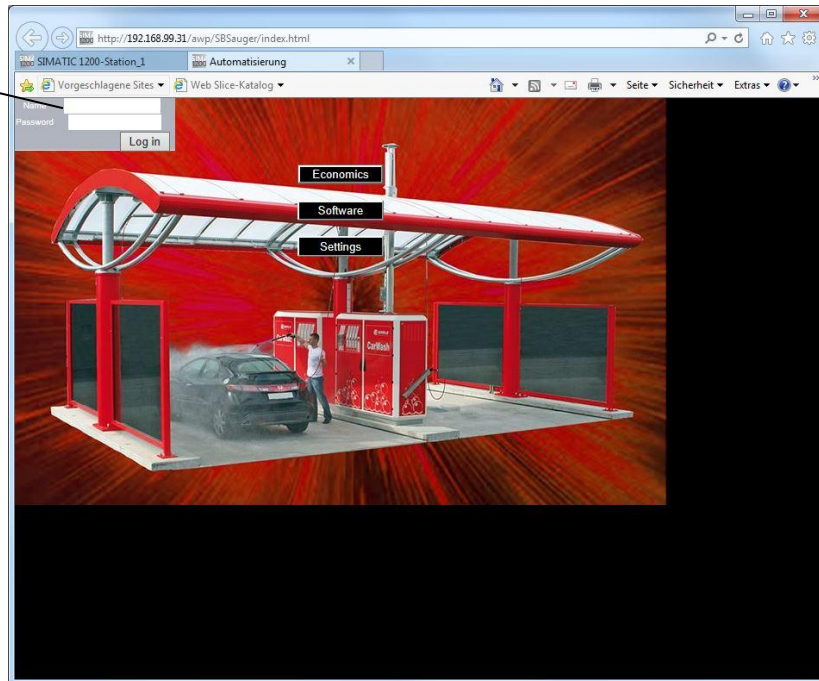 http://192.168.99.31/awp/SBSauger/index.html
SIMATIC 1200-Station_1
Automatisierung
Vorgeschlagene Sites
Web Slice-Katalog
Seite
Sicherheit
Extras
Name
Password
Log in
Economics
Software
Settings
CarWash